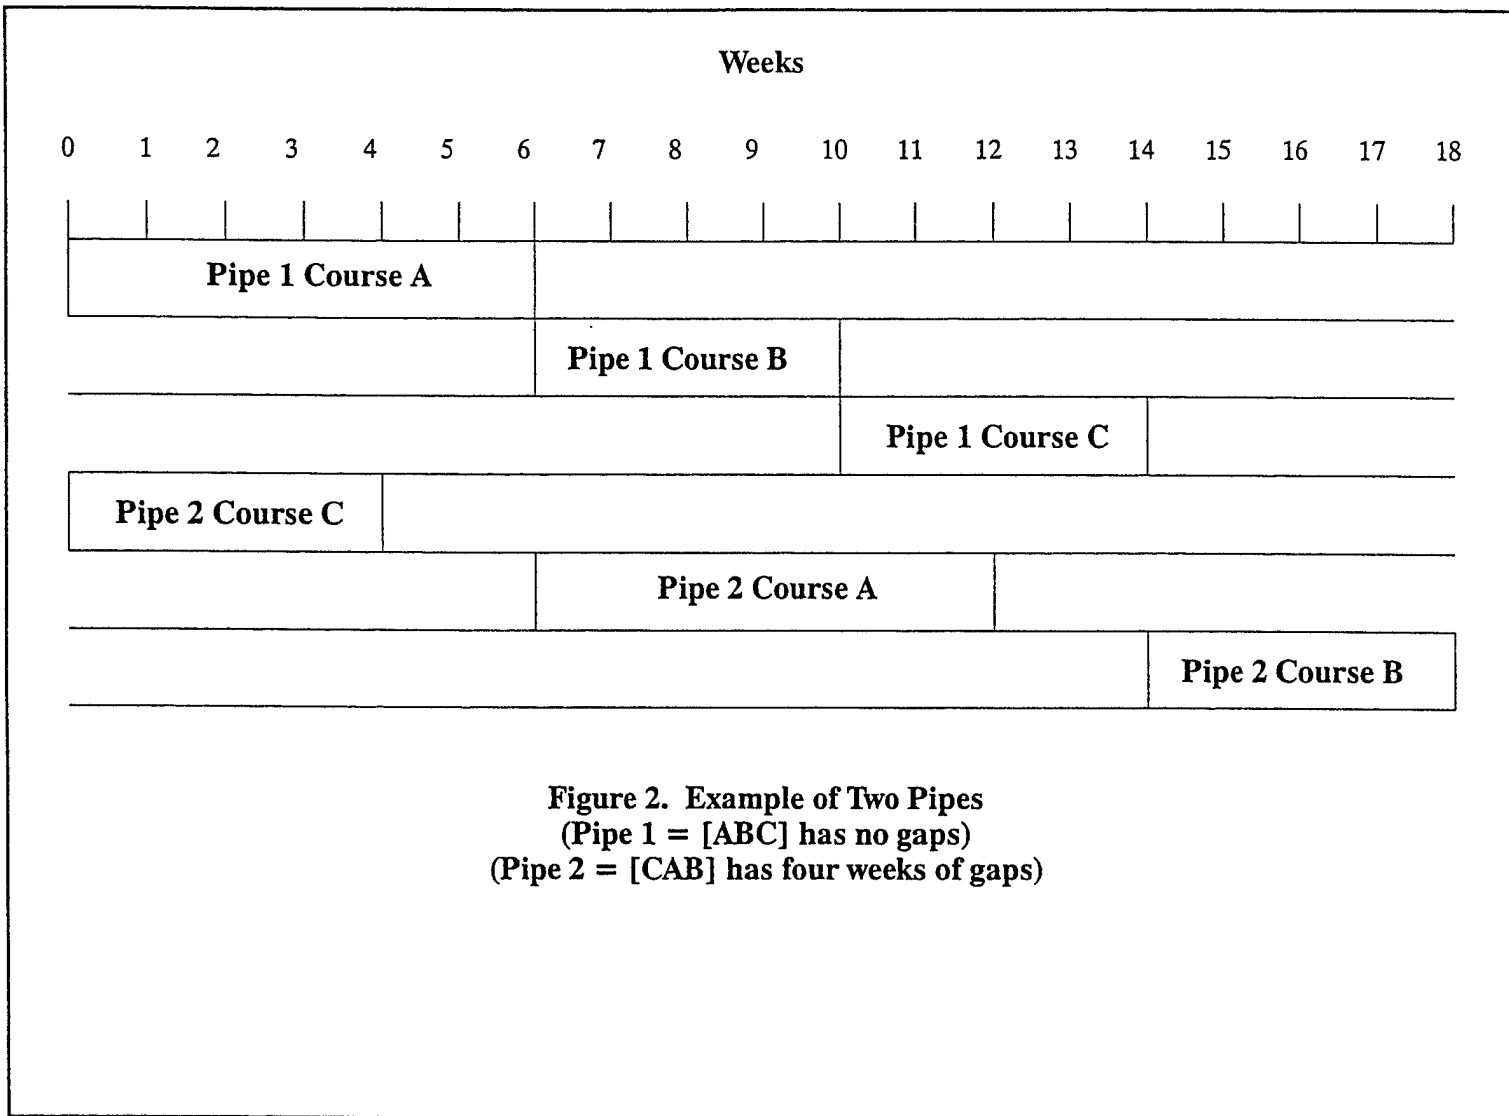 Weeks
0 1 2 3 4 5 6 7 8 9 10 11 12 13 14 15 16 17 18
Pipe 1 Course A
Pipe 1 Course B
Pipe 1 Course C
Pipe 2 Course C
Pipe 2 Course A
Pipe 2 Course B
Figure 2. Example of Two Pipes
(Pipe 1 = [ABC] has no gaps)
(Pipe 2 = [CAB] has four weeks of gaps)